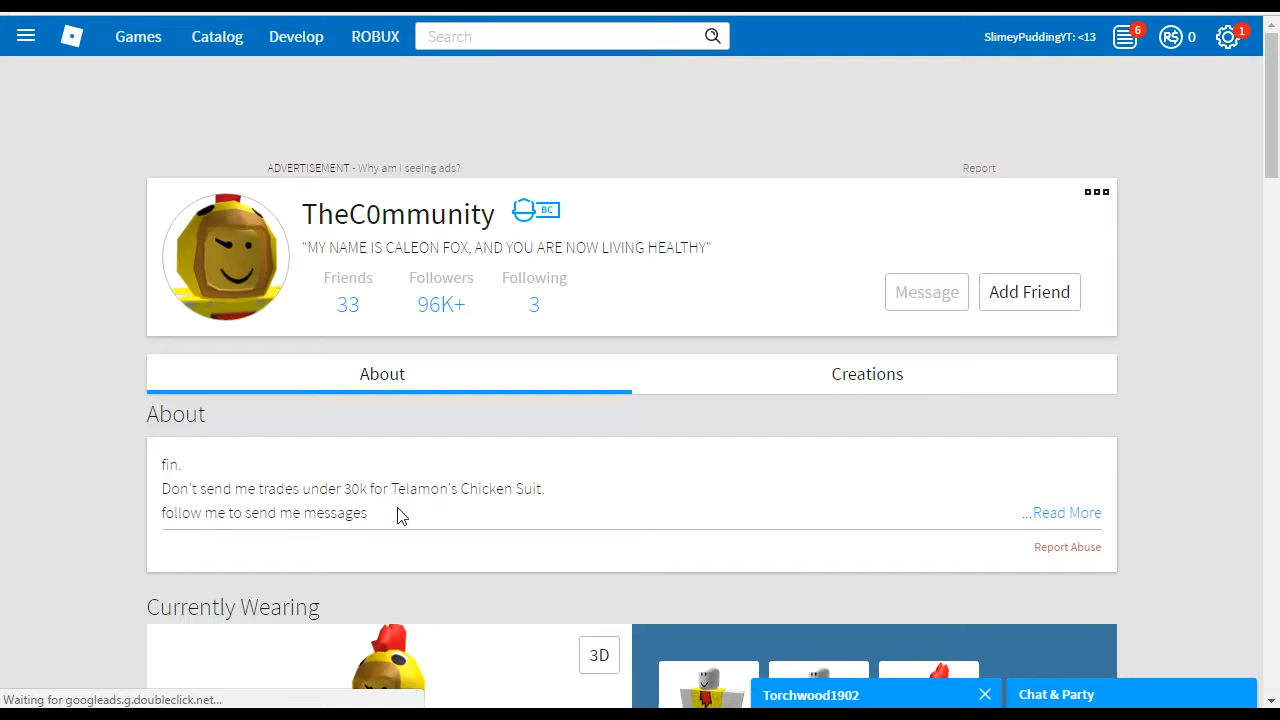 Games Catalog Develop ROBUX Search SlimeyPuddingYT: <13 6 R$ 0 1
ADVERTISEMENT - Why am I seeing ads? Report
TheC0mmunity BC
"MY NAME IS CALEON FOX, AND YOU ARE NOW LIVING HEALTHY"
Friends Followers Following
33 96K+ 3
Message Add Friend
About Creations
About
fin.
Don't send me trades under 30k for Telamon's Chicken Suit.
follow me to send me messages ...Read More
Report Abuse
Currently Wearing
3D
Waiting for googleads.g.doubleclick.net...
Torchwood1902 Chat & Party